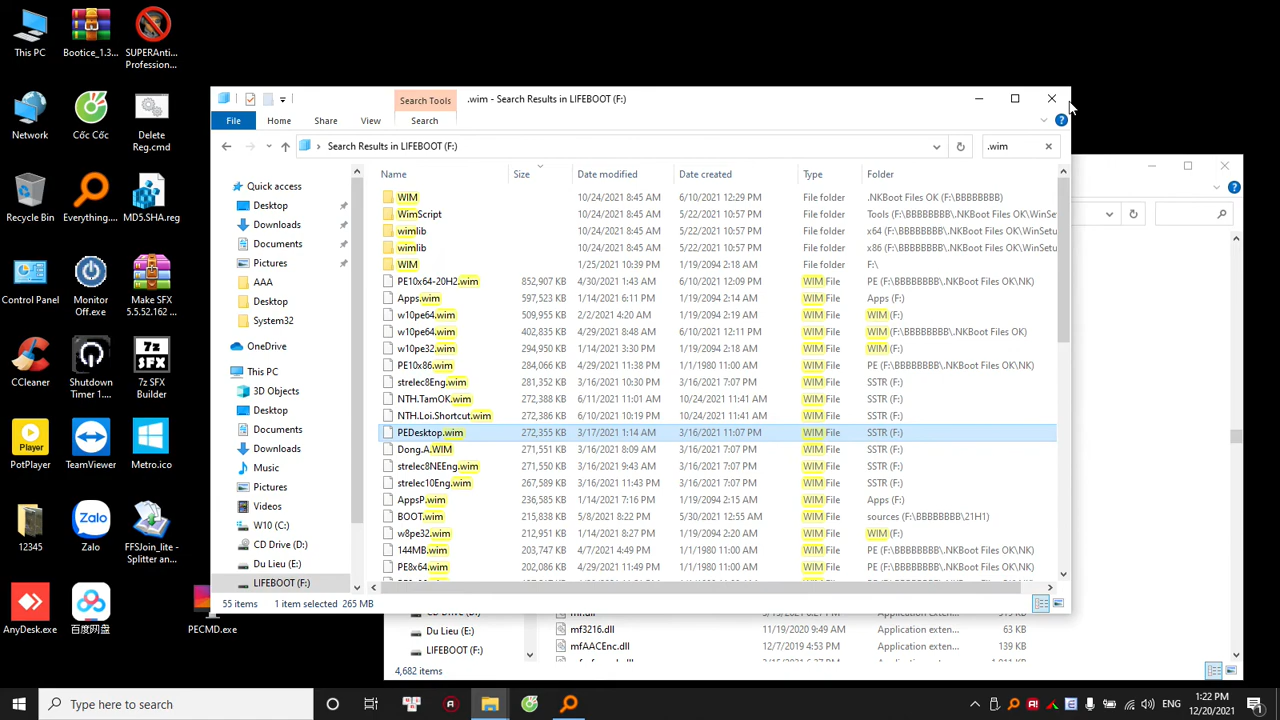 This PC
Bootice_1.3...
SUPERAnti...
Profession...
Network
Cốc Cốc
Delete
Reg.cmd
Recycle Bin
Everything....
MD5.SHA.reg
Control Panel
Monitor
Off.exe
Make SFX
5.5.52.162 ...
CCleaner
Shutdown
Timer 1....
7z SFX
Builder
PotPlayer
TeamViewer
Metro.ico
12345
Zalo
FFSJoin_lite -
Splitter an...
AnyDesk.exe
百度网盘
PECMD.exe
Search Tools
.wim - Search Results in LIFEBOOT (F:)
File Home Share View Search
Search Results in LIFEBOOT (F:)
.wim
Quick access
Desktop
Downloads
Documents
Pictures
AAA
Desktop
System32
OneDrive
This PC
3D Objects
Desktop
Documents
Downloads
Music
Pictures
Videos
W10 (C:)
CD Drive (D:)
Du Lieu (E:)
LIFEBOOT (F:)
Name Size Date modified Date created Type Folder
WIM 10/24/2021 8:45 AM 6/10/2021 12:29 PM File folder .NKBoot Files OK (F:\BBBBBBBB)
WimScript 10/24/2021 8:45 AM 5/22/2021 10:57 PM File folder Tools (F:\BBBBBBBB\.NKBoot Files OK\WinSetu
wimlib 10/24/2021 8:45 AM 5/22/2021 10:57 PM File folder x64 (F:\BBBBBBBB\.NKBoot Files OK\WinSetup
wimlib 10/24/2021 8:45 AM 5/22/2021 10:57 PM File folder x86 (F:\BBBBBBBB\.NKBoot Files OK\WinSetup
WIM 1/25/2021 10:39 PM 1/19/2094 2:18 AM File folder F:\
PE10x64-20H2.wim 852,907 KB 4/30/2021 1:43 AM 6/10/2021 12:09 PM WIM File PE (F:\BBBBBBBB\.NKBoot Files OK\NK)
Apps.wim 597,523 KB 1/14/2021 6:11 PM 1/19/2094 2:14 AM WIM File Apps (F:)
w10pe64.wim 509,955 KB 2/2/2021 4:20 AM 1/19/2094 2:19 AM WIM File WIM (F:)
w10pe64.wim 402,835 KB 4/29/2021 8:48 AM 6/10/2021 12:11 PM WIM File WIM (F:\BBBBBBBB\.NKBoot Files OK)
w10pe32.wim 294,950 KB 1/14/2021 3:30 PM 1/19/2094 2:18 AM WIM File WIM (F:)
PE10x86.wim 284,066 KB 4/29/2021 11:38 PM 1/1/1980 11:00 AM WIM File PE (F:\BBBBBBBB\.NKBoot Files OK\NK)
strelec8Eng.wim 281,352 KB 3/16/2021 10:30 PM 3/16/2021 7:07 PM WIM File SSTR (F:)
NTH.TamOK.wim 272,388 KB 6/11/2021 11:01 AM 10/24/2021 11:41 AM WIM File SSTR (F:)
NTH.Loi.Shortcut.wim 272,386 KB 6/10/2021 10:19 PM 10/24/2021 11:41 AM WIM File SSTR (F:)
PEDesktop.wim 272,355 KB 3/17/2021 1:14 AM 3/16/2021 11:07 PM WIM File SSTR (F:)
Dong.A.WIM 271,551 KB 3/16/2021 8:09 AM 3/16/2021 7:07 PM WIM File SSTR (F:)
strelec8NEEng.wim 271,550 KB 3/16/2021 9:43 AM 3/16/2021 7:07 PM WIM File SSTR (F:)
strelec10Eng.wim 267,589 KB 3/16/2021 11:43 PM 3/16/2021 7:07 PM WIM File SSTR (F:)
AppsP.wim 236,585 KB 1/14/2021 7:16 PM 1/19/2094 2:15 AM WIM File Apps (F:)
BOOT.wim 215,838 KB 5/8/2021 8:22 PM 5/30/2021 12:55 AM WIM File sources (F:\BBBBBBBB\21H1)
w8pe32.wim 212,951 KB 1/14/2021 8:27 PM 1/19/2094 2:20 AM WIM File WIM (F:)
144MB.wim 203,747 KB 4/7/2021 4:49 PM 1/1/1980 11:00 AM WIM File PE (F:\BBBBBBBB\.NKBoot Files OK\NK)
PE8x64.wim 202,086 KB 4/29/2021 11:49 PM 1/1/1980 11:00 AM WIM File PE (F:\BBBBBBBB\.NKBoot Files OK\NK)
55 items 1 item selected 265 MB
Du Lieu (E:)
LIFEBOOT (F:)
mf3216.dll 11/19/2020 9:49 AM Application exten... 63 KB
mfAACEnc.dll 12/7/2019 4:53 PM Application exten... 139 KB
4,682 items
Type here to search
ENG
1:22 PM
12/20/2021